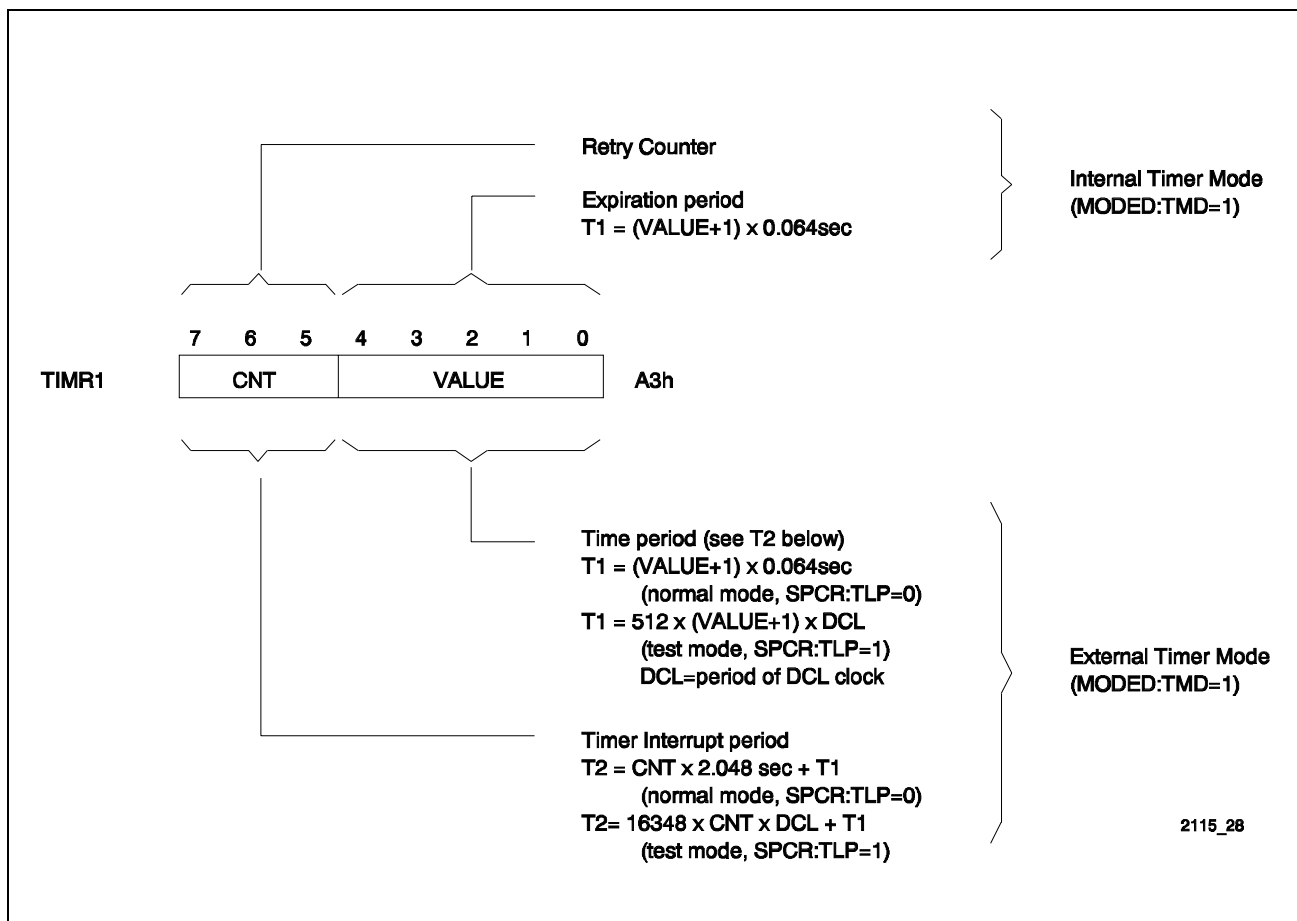 Retry Counter
Expiration period
T1 = (VALUE+1) x 0.064sec
Internal Timer Mode
(MODED:TMD=1)
7 6 5 4 3 2 1 0
TIMR1 CNT VALUE A3h
Time period (see T2 below)
T1 = (VALUE+1) x 0.064sec
(normal mode, SPCR:TLP=0)
T1 = 512 x (VALUE+1) x DCL
(test mode, SPCR:TLP=1)
DCL=period of DCL clock
External Timer Mode
(MODED:TMD=1)
Timer Interrupt period
T2 = CNT x 2.048 sec + T1
(normal mode, SPCR:TLP=0)
T2= 16348 x CNT x DCL + T1
(test mode, SPCR:TLP=1)
2115_28